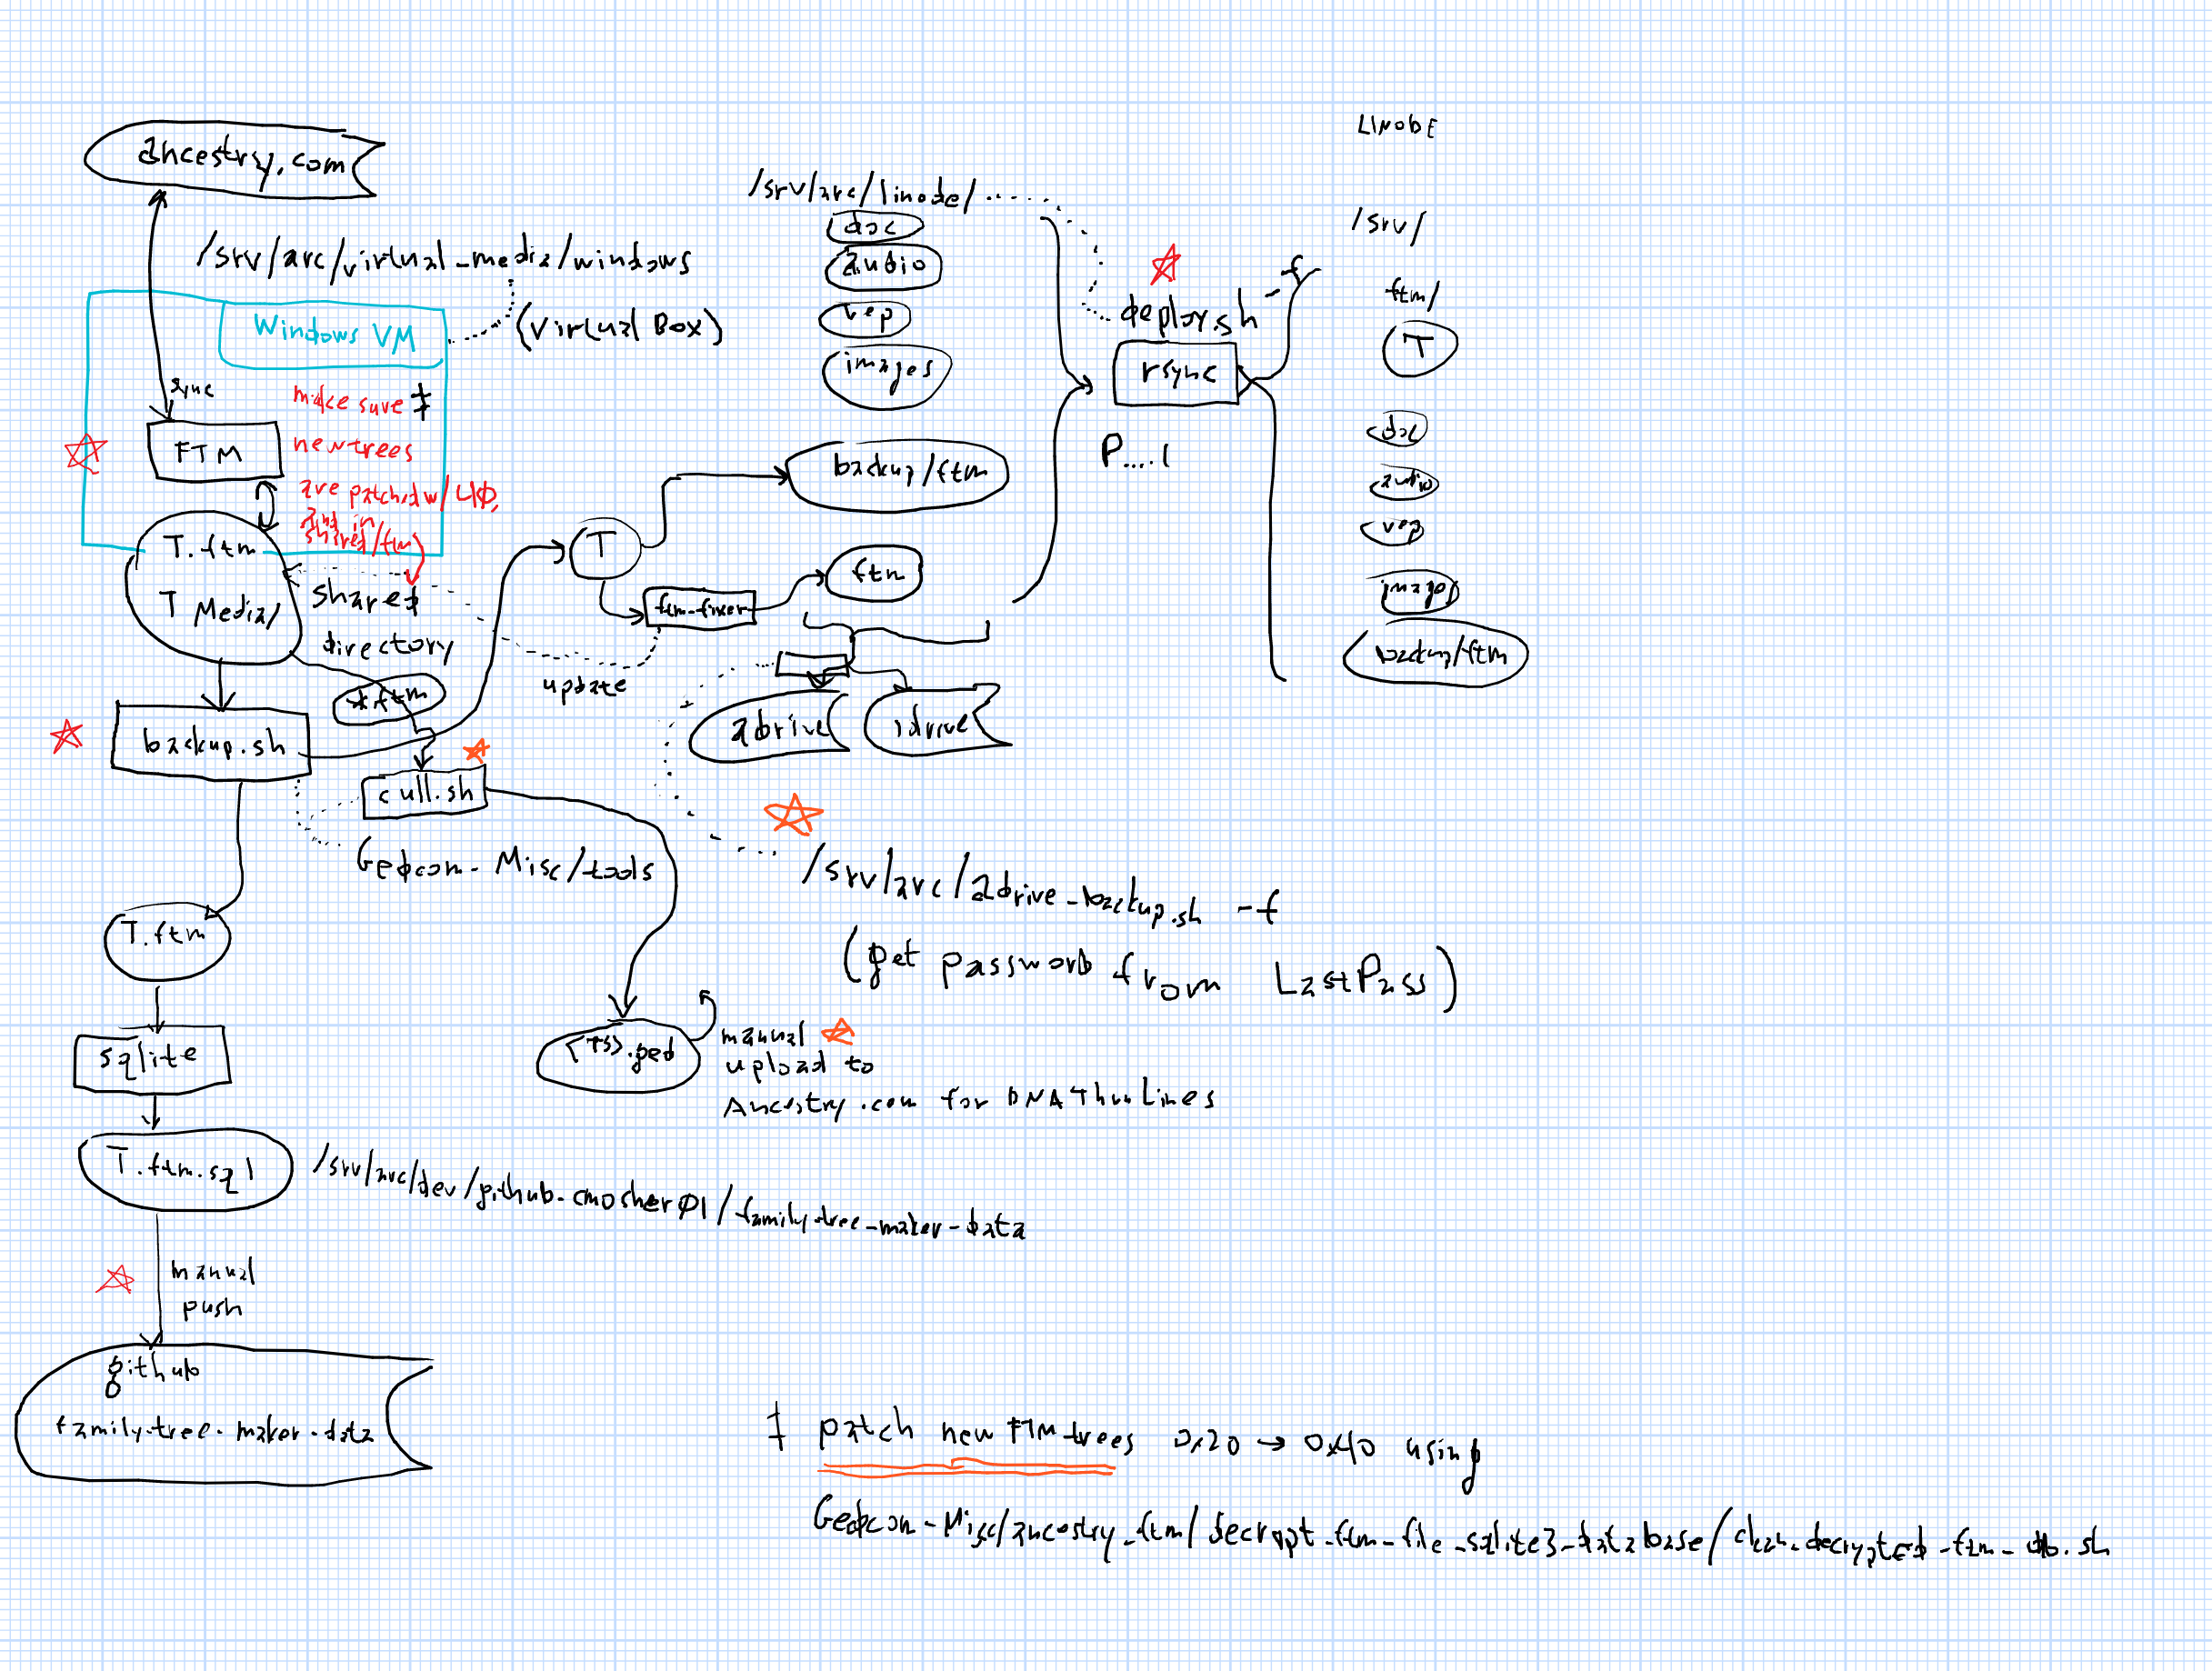 LINODE
ancestry.com
/srv/arc/linode/
doc
audio
vep
images
/srv/
/srv/arc/virtual_media/windows
Windows VM
(Virtual Box)
deploy.sh -f
rsync
P....1
ftm/
T
doc
audio
vep
images
backup/ftm
sync
make sure ‡
new trees
are patched w/ 40,
and in
shared/ftm
FTM
T.ftm
T Media/
shared
directory
T
backup/ftm
ftm-fixer
ftm
update
*.ftm
adrive
idrive
backup.sh
cull.sh
Gedcom-Misc/tools
/srv/arc/adrive_backup.sh -f
(get password from LastPass)
T.ftm
sqlite
<TS>.ged
manual
upload to
Ancestry.com for DNA ThruLines
T.ftm.sql
/srv/arc/dev/github-cmosher01/family-tree-maker-data
manual
push
github
family-tree-maker-data
‡ patch new FTM trees 0x20 → 0x40 using
Gedcom-Misc/ancestry_ftm/decrypt_ftm_file_sqlite3_database/clean_decrypted_ftm_db.sh